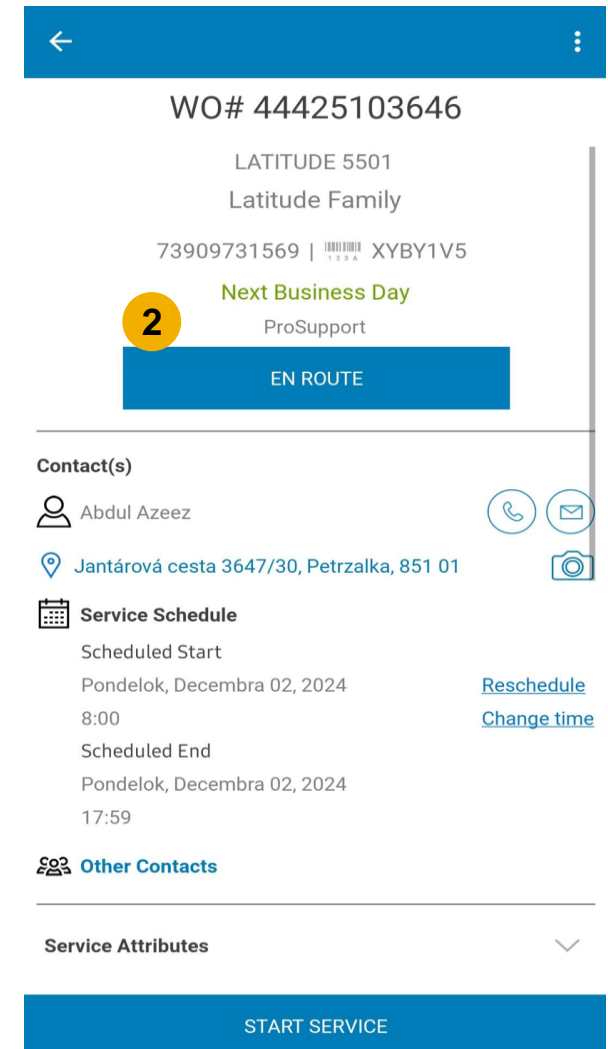 WO# 44425103646
LATITUDE 5501
Latitude Family
73909731569 | 123A XYBY1V5
Next Business Day
2
ProSupport
EN ROUTE
Contact(s)
Abdul Azeez
Jantárová cesta 3647/30, Petrzalka, 851 01
Service Schedule
Scheduled Start
Pondelok, Decembra 02, 2024
Reschedule
8:00
Change time
Scheduled End
Pondelok, Decembra 02, 2024
17:59
Other Contacts
Service Attributes
START SERVICE